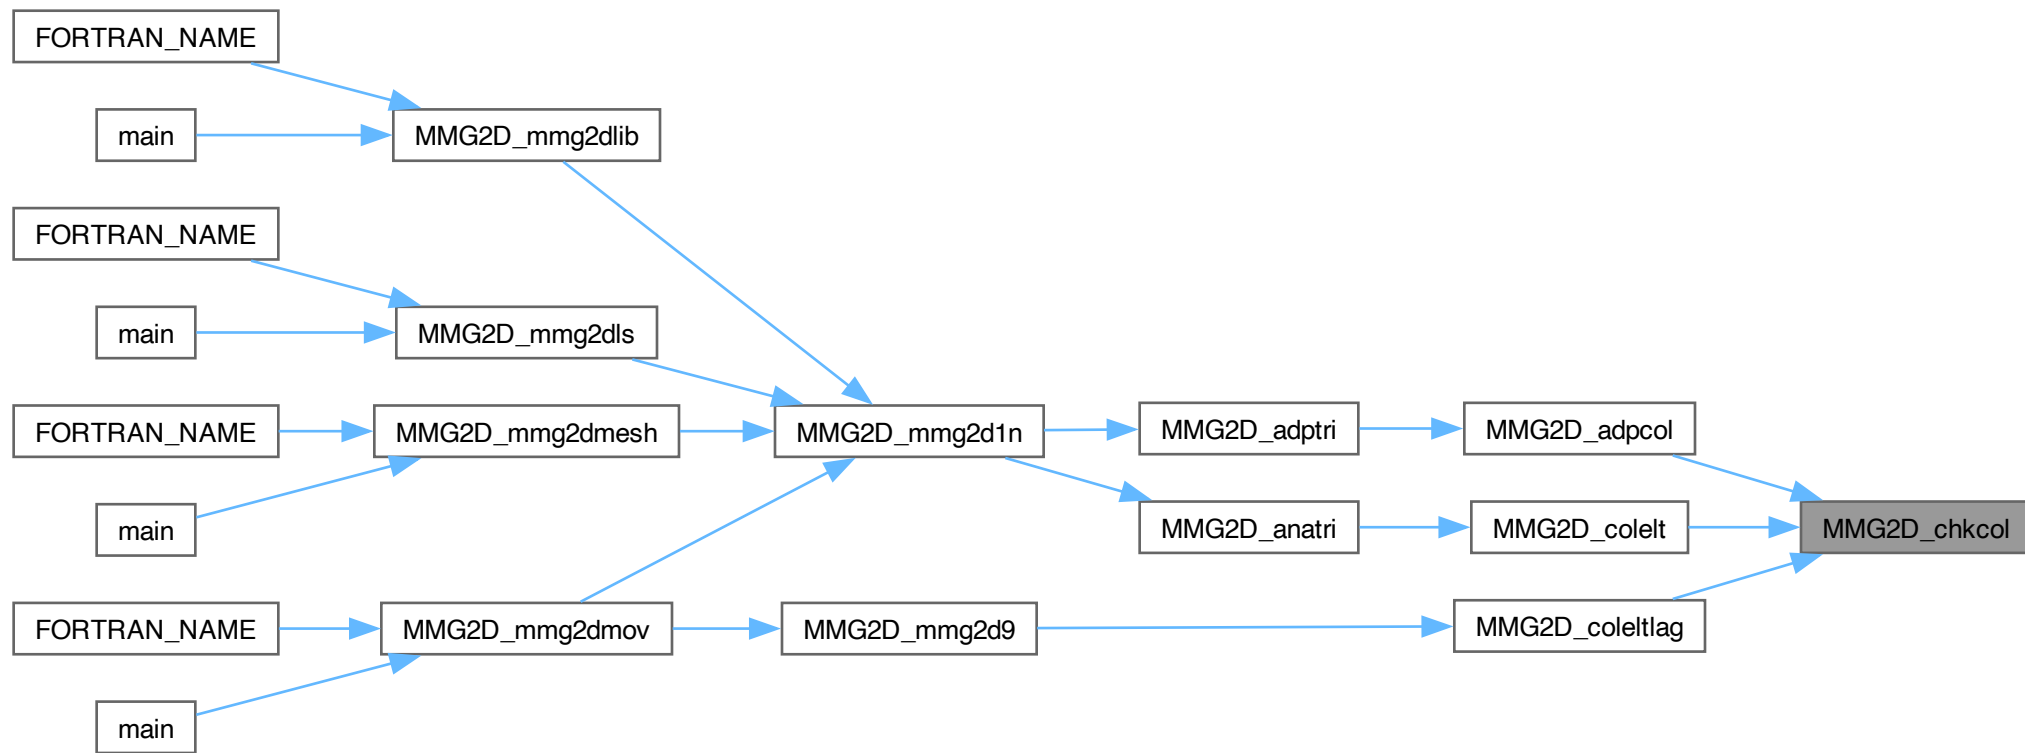 FORTRAN_NAME
main
MMG2D_mmg2dlib
FORTRAN_NAME
main
MMG2D_mmg2dls
FORTRAN_NAME
MMG2D_mmg2dmesh
MMG2D_mmg2d1n
MMG2D_adptri
MMG2D_adpcol
main
MMG2D_anatri
MMG2D_colelt
MMG2D_chkcol
FORTRAN_NAME
MMG2D_mmg2dmov
MMG2D_mmg2d9
MMG2D_coleltlag
main